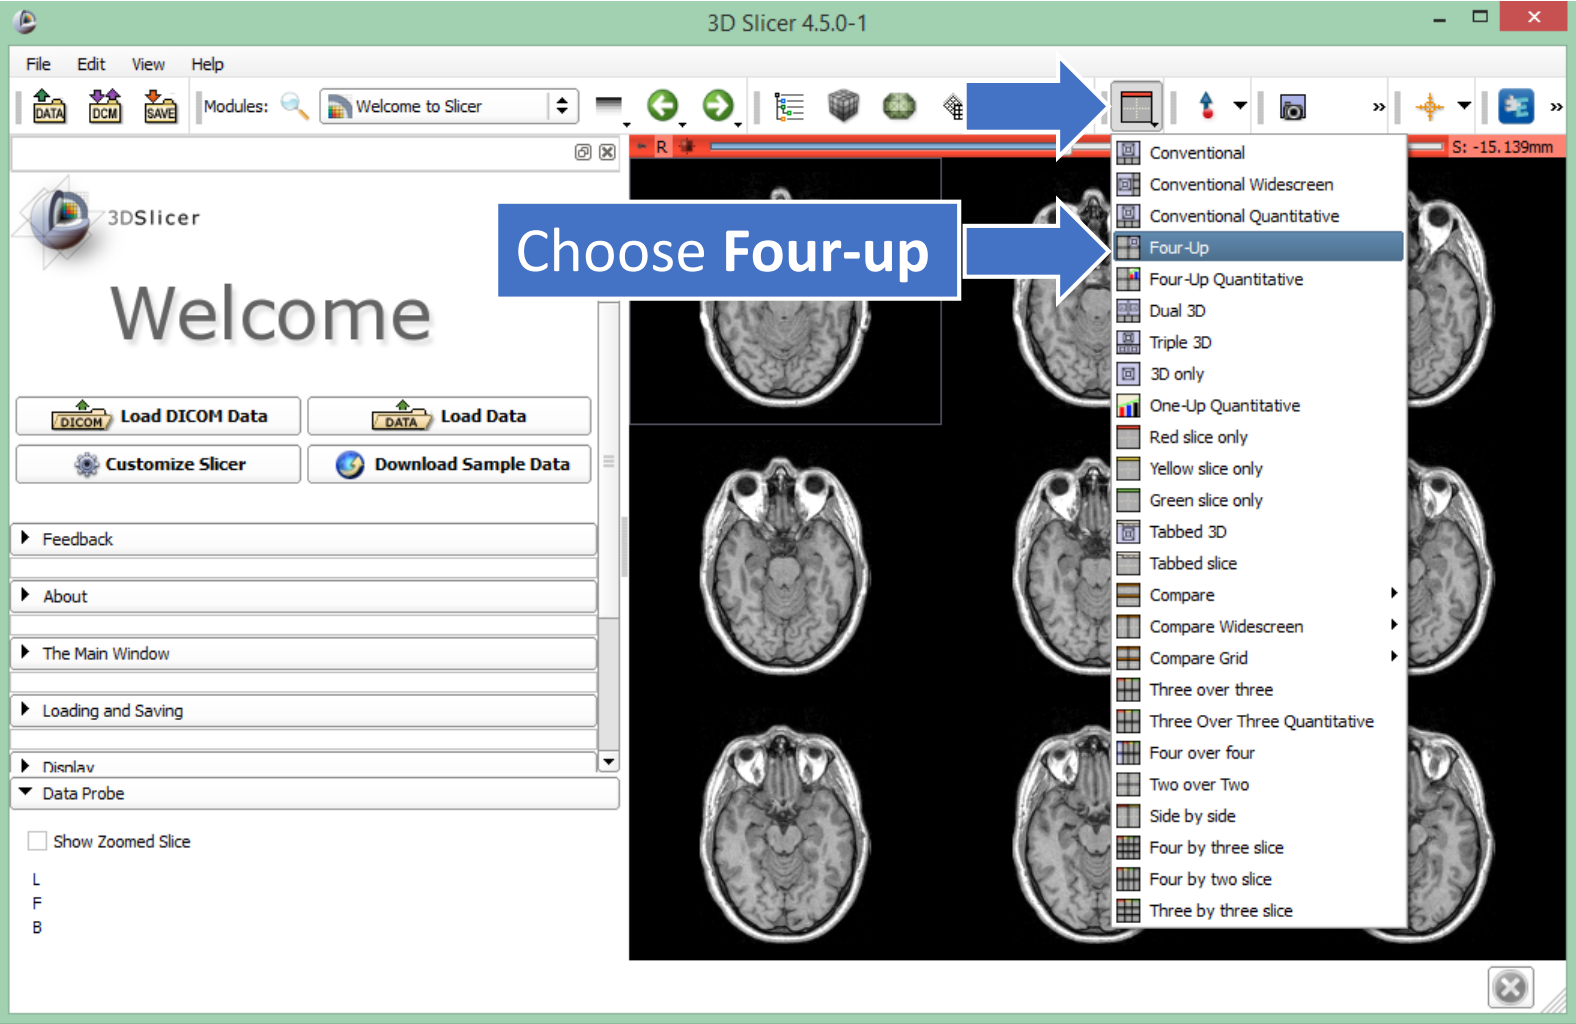 3D Slicer 4.5.0-1
File Edit View Help
DATA DCM SAVE Modules: Welcome to Slicer
R S: -15.139mm
3DSlicer
Welcome
Choose Four-up
Load DICOM Data
DICOM
Load Data
DATA
Customize Slicer
Download Sample Data
Feedback
About
The Main Window
Loading and Saving
Display
Data Probe
Show Zoomed Slice
L
F
B
Conventional
Conventional Widescreen
Conventional Quantitative
Four-Up
Four-Up Quantitative
Dual 3D
Triple 3D
3D only
One-Up Quantitative
Red slice only
Yellow slice only
Green slice only
Tabbed 3D
Tabbed slice
Compare
Compare Widescreen
Compare Grid
Three over three
Three Over Three Quantitative
Four over four
Two over Two
Side by side
Four by three slice
Four by two slice
Three by three slice